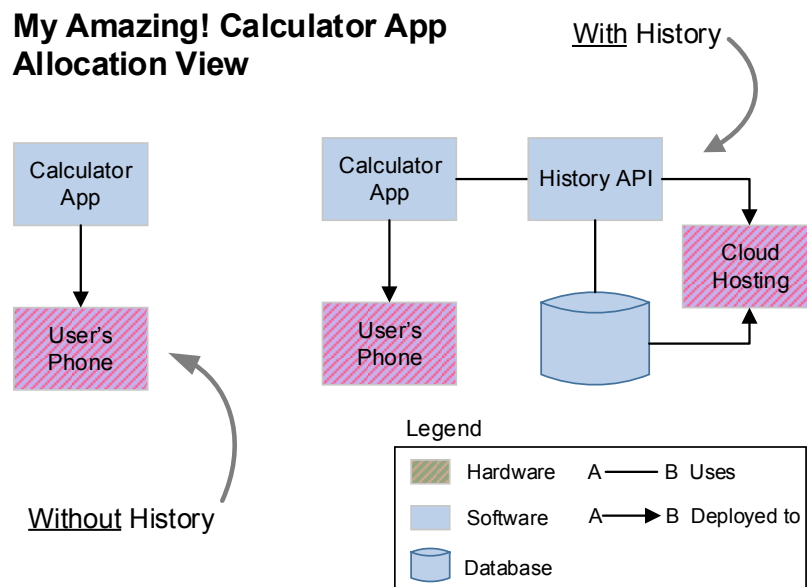 My Amazing! Calculator App
Allocation View
With History
Calculator
App
User's
Phone
Without History
Calculator
App
History API
Cloud
Hosting
User's
Phone
Legend
Hardware
A B Uses
Software
A B Deployed to
Database